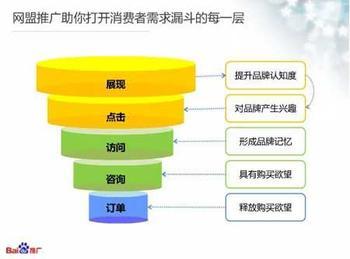 网盟推广助你打开消费者需求漏斗的每一层
展现
提升品牌认知度
点击
对品牌产生兴趣
访问
形成品牌记忆
咨询
具有购买欲望
订单
释放购买欲望
Bai推广